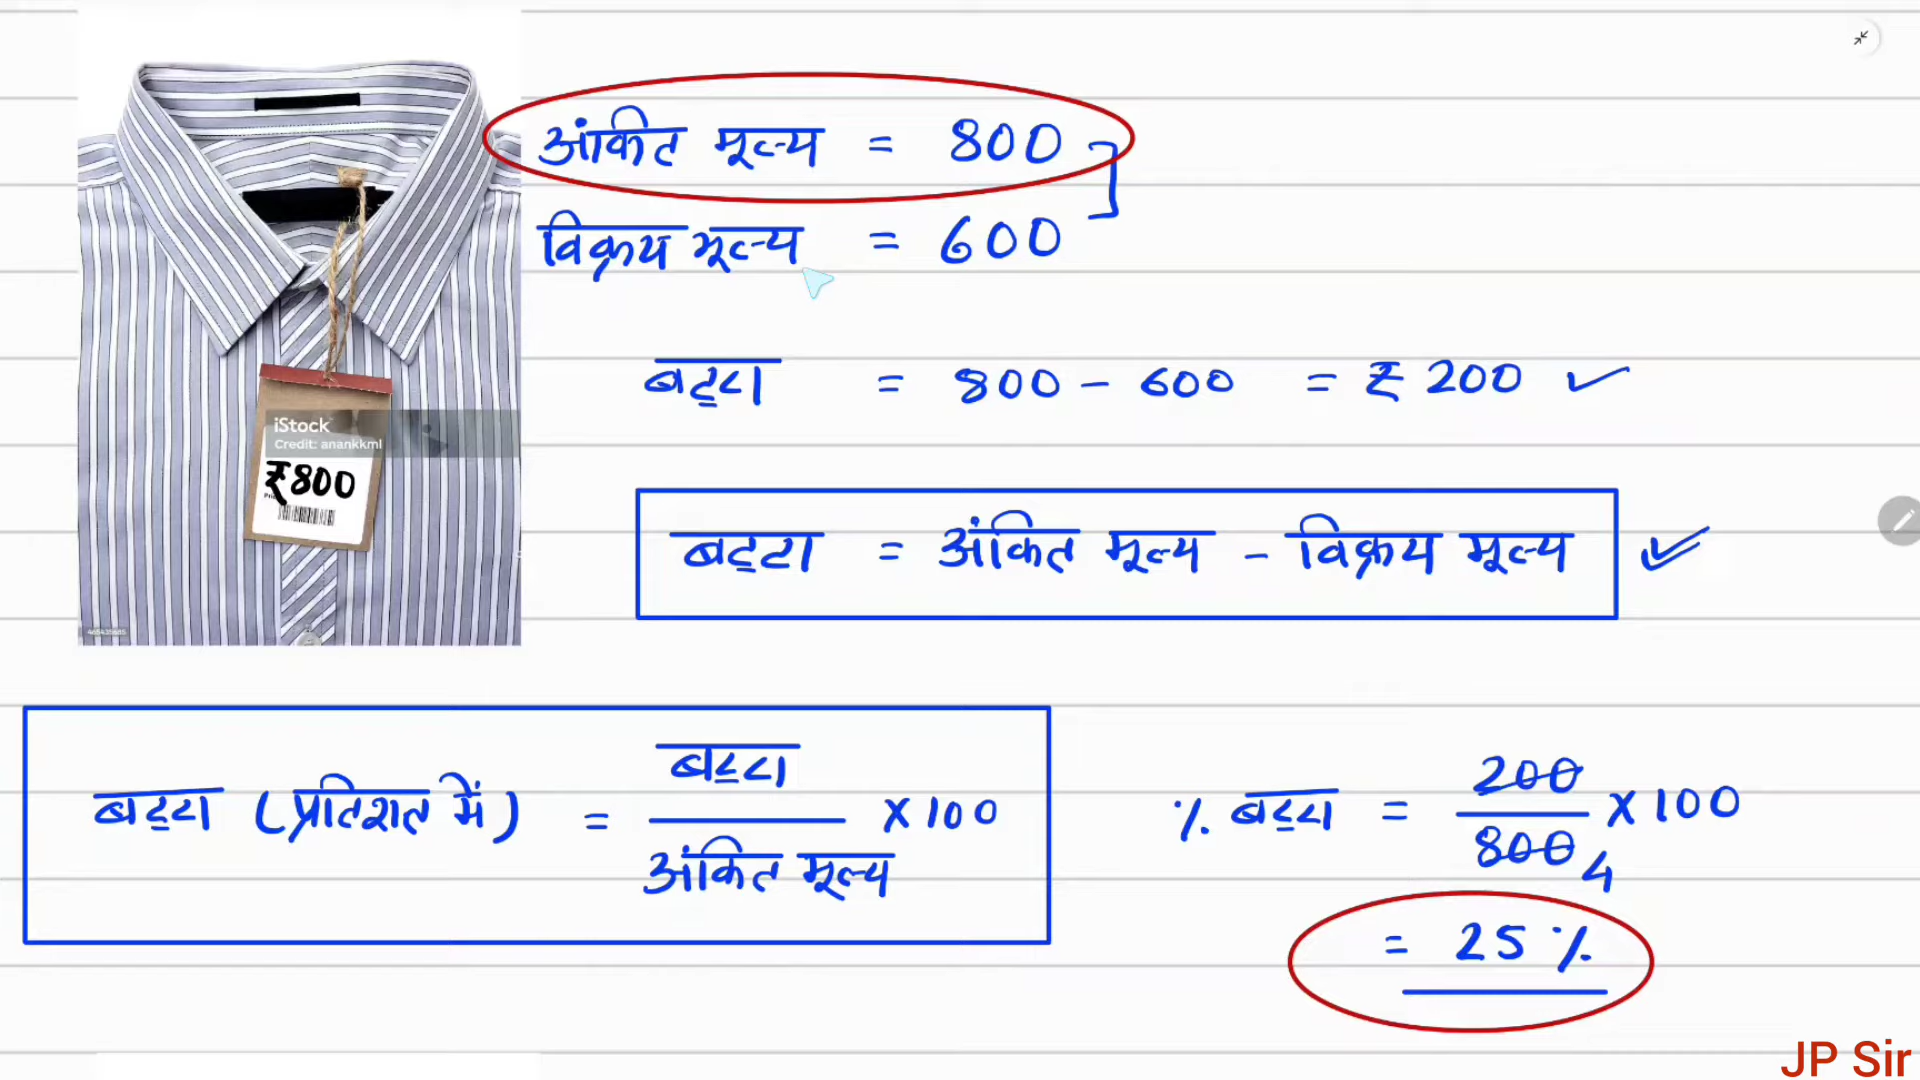 अंकित मूल्य = 800
विक्रय मूल्य = 600
बट्टा = 800 - 600 = ₹ 200 ✓
iStock
Credit: anankkml
₹800
बट्टा = अंकित मूल्य - विक्रय मूल्य ✓
बट्टा (प्रतिशत में) = बट्टा / अंकित मूल्य × 100
% बट्टा = 200 / 800 × 100
4
= 25 %
JP Sir